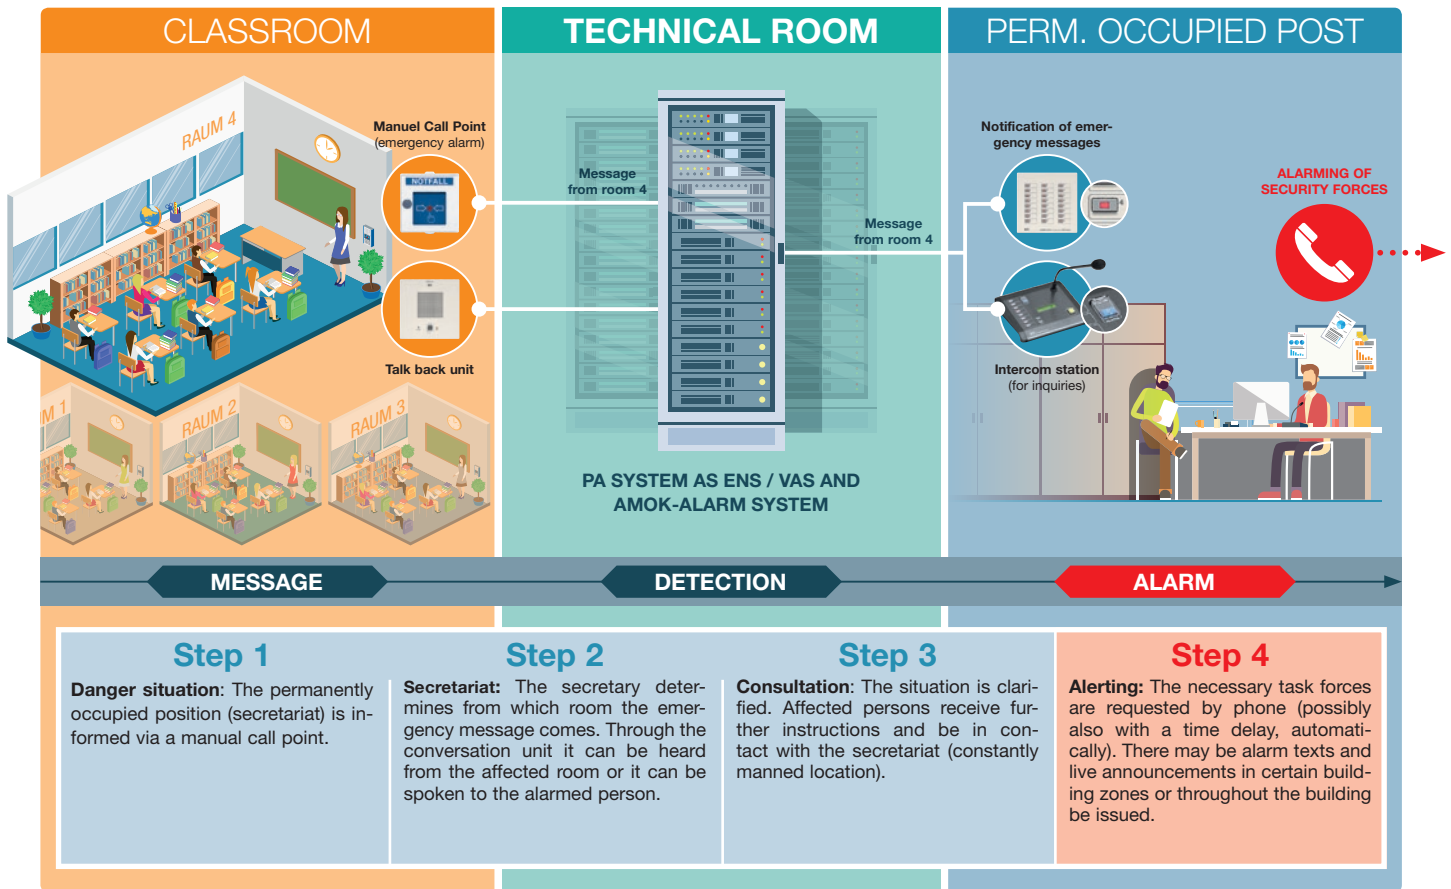 CLASSROOM
TECHNICAL ROOM
PERM. OCCUPIED POST
RAUM 4
Manuel Call Point
(emergency alarm)
NOTFALL
Talk back unit
M 1
RAUM 2
RAUM 3
Message
from room 4
Message
from room 4
PA SYSTEM AS ENS / VAS AND
AMOK-ALARM SYSTEM
Notification of emer-
gency messages
Intercom station
(for inquiries)
ALARMING OF
SECURITY FORCES
MESSAGE
DETECTION
ALARM
Step 1
Danger situation: The permanently
occupied position (secretariat) is in-
formed via a manual call point.
Step 2
Secretariat: The secretary deter-
mines from which room the emer-
gency message comes. Through the
conversation unit it can be heard
from the affected room or it can be
spoken to the alarmed person.
Step 3
Consultation: The situation is clari-
fied. Affected persons receive fur-
ther instructions and be in con-
tact with the secretariat (constantly
manned location).
Step 4
Alerting: The necessary task forces
are requested by phone (possibly
also with a time delay, automati-
cally). There may be alarm texts and
live announcements in certain build-
ing zones or throughout the building
be issued.